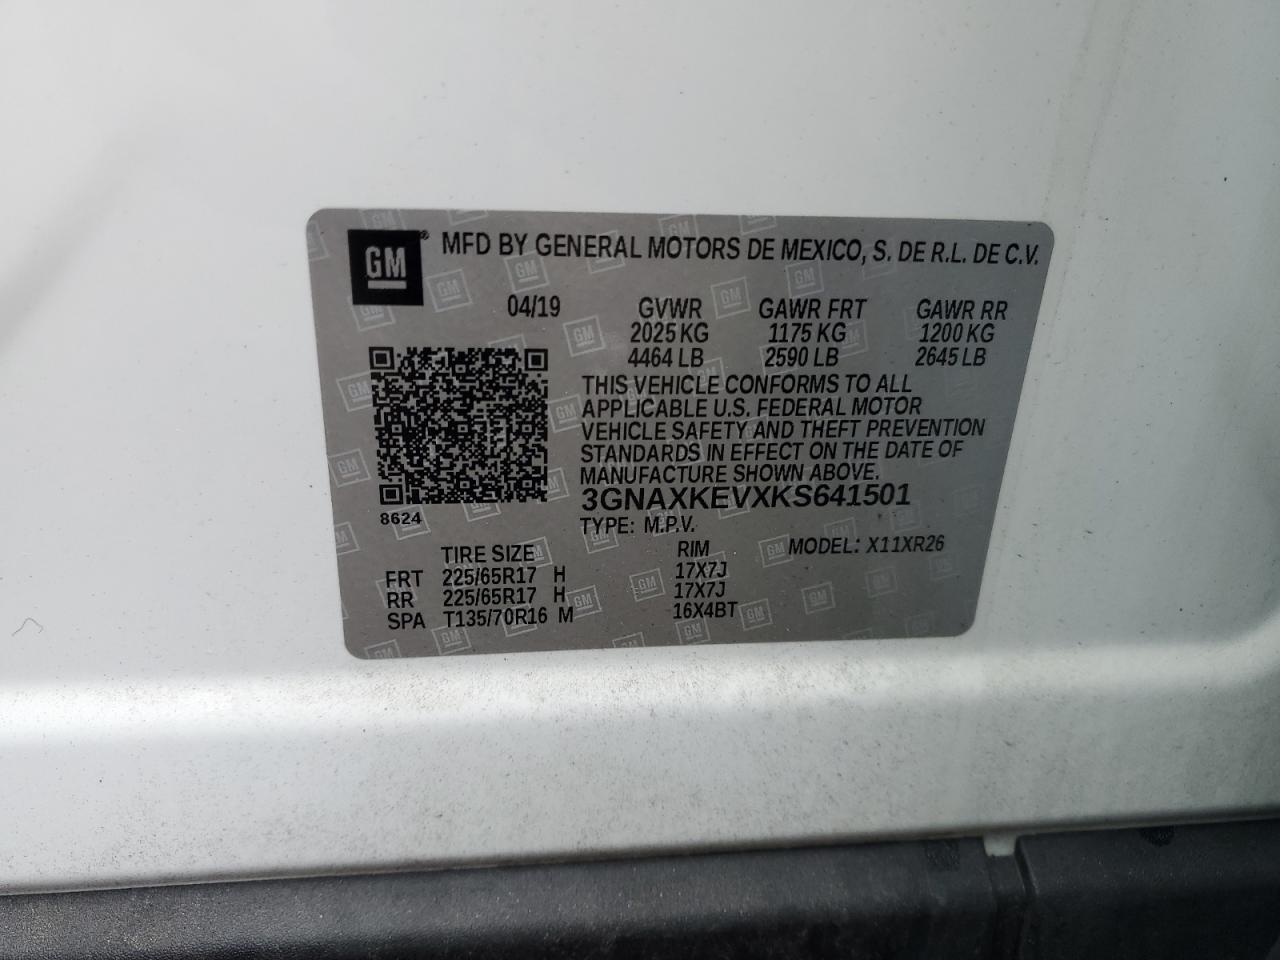 GM® MFD BY GENERAL MOTORS DE MEXICO, S. DE R.L. DE C.V.
04/19 GVWR GAWR FRT GAWR RR
2025 KG 1175 KG 1200 KG
4464 LB 2590 LB 2645 LB
THIS VEHICLE CONFORMS TO ALL
APPLICABLE U.S. FEDERAL MOTOR
VEHICLE SAFETY AND THEFT PREVENTION
STANDARDS IN EFFECT ON THE DATE OF
MANUFACTURE SHOWN ABOVE.
3GNAXKEVXKS641501
8624
TYPE: M.P.V.
TIRE SIZE RIM MODEL: X11XR26
FRT 225/65R17 H 17X7J
RR 225/65R17 H 17X7J
SPA T135/70R16 M 16X4BT